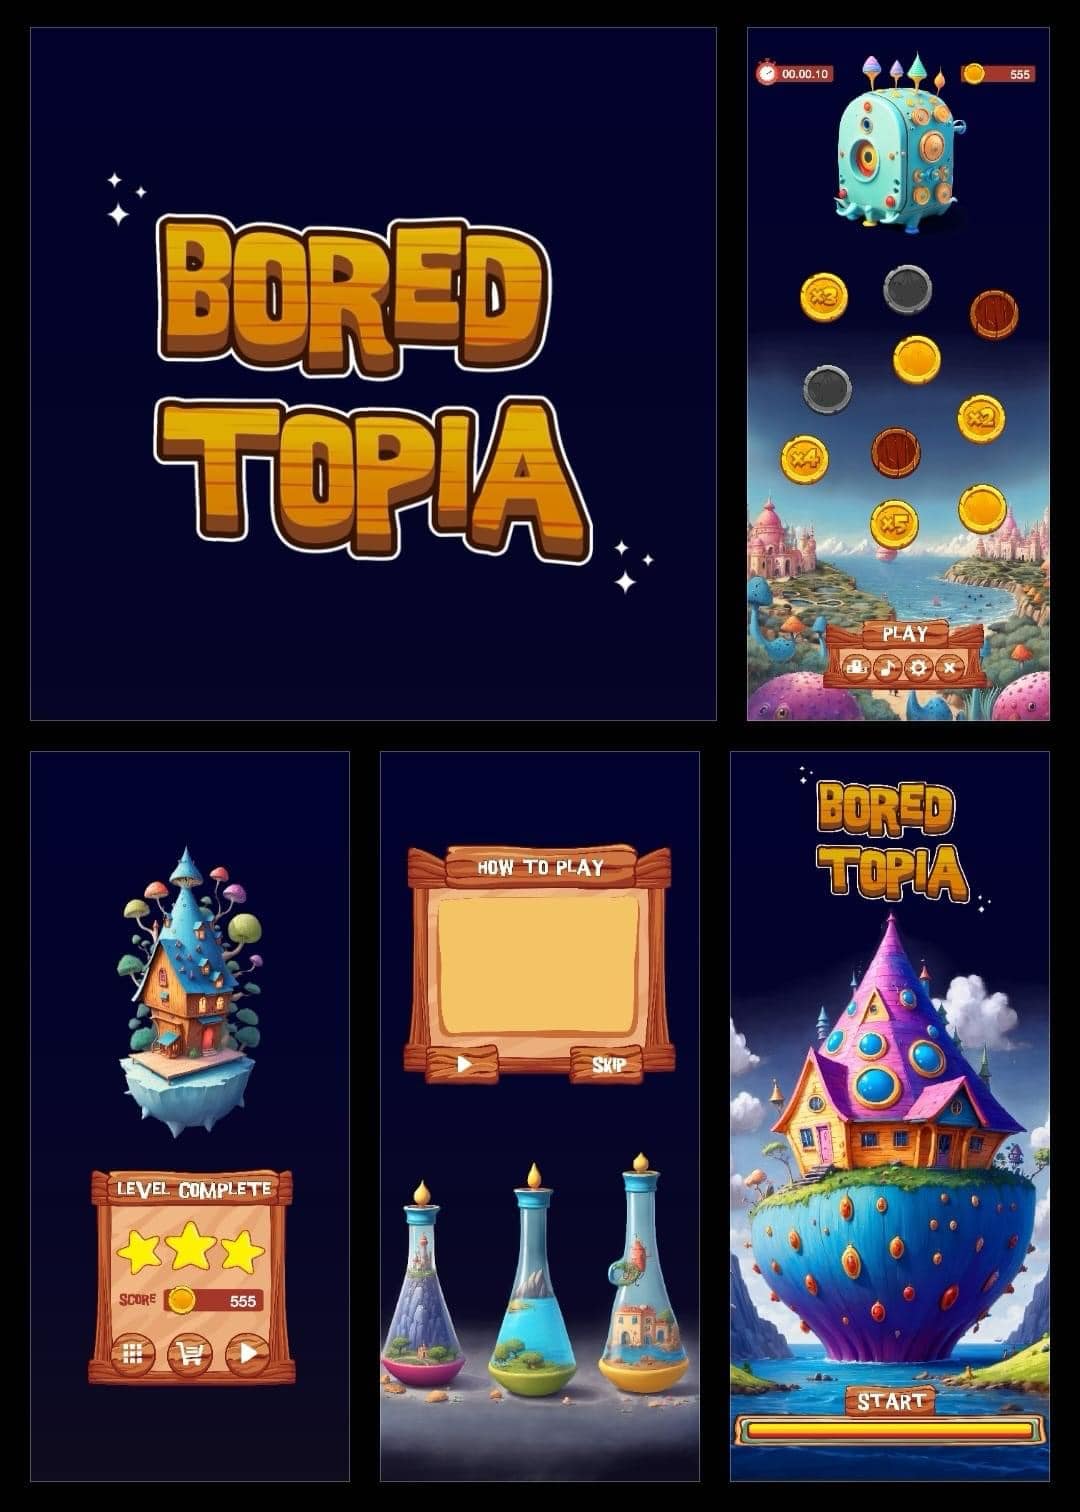 BORED
TOPIA
00.00.10
555
x3
x2
x4
x5
PLAY
LEVEL COMPLETE
SCORE
555
HOW TO PLAY
SKIP
BORED
TOPIA
START